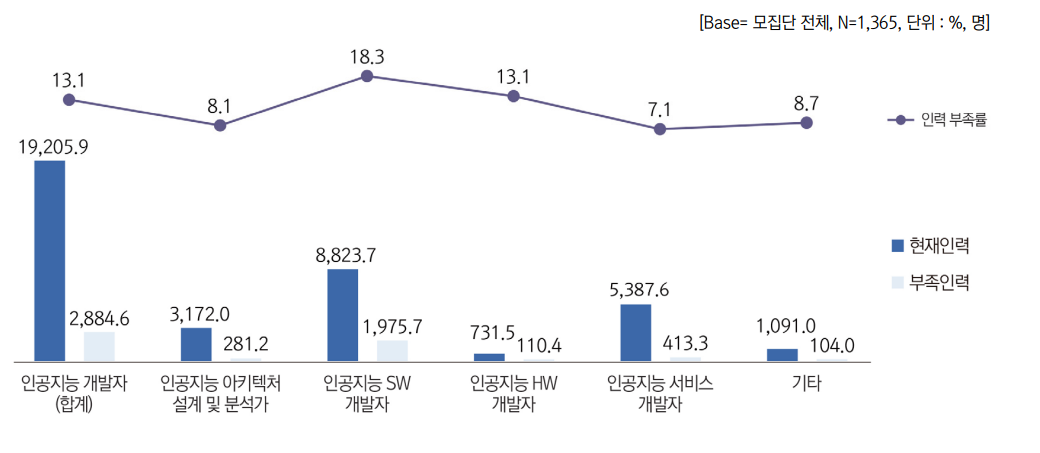 [Base= 모집단 전체, N=1,365, 단위 : %, 명]
13.1
8.1
18.3
13.1
7.1
8.7
인력 부족률
19,205.9
2,884.6
3,172.0
281.2
8,823.7
1,975.7
731.5
110.4
5,387.6
413.3
1,091.0
104.0
현재인력
부족인력
인공지능 개발자
(합계)
인공지능 아키텍처
설계 및 분석가
인공지능 SW
개발자
인공지능 HW
개발자
인공지능 서비스
개발자
기타